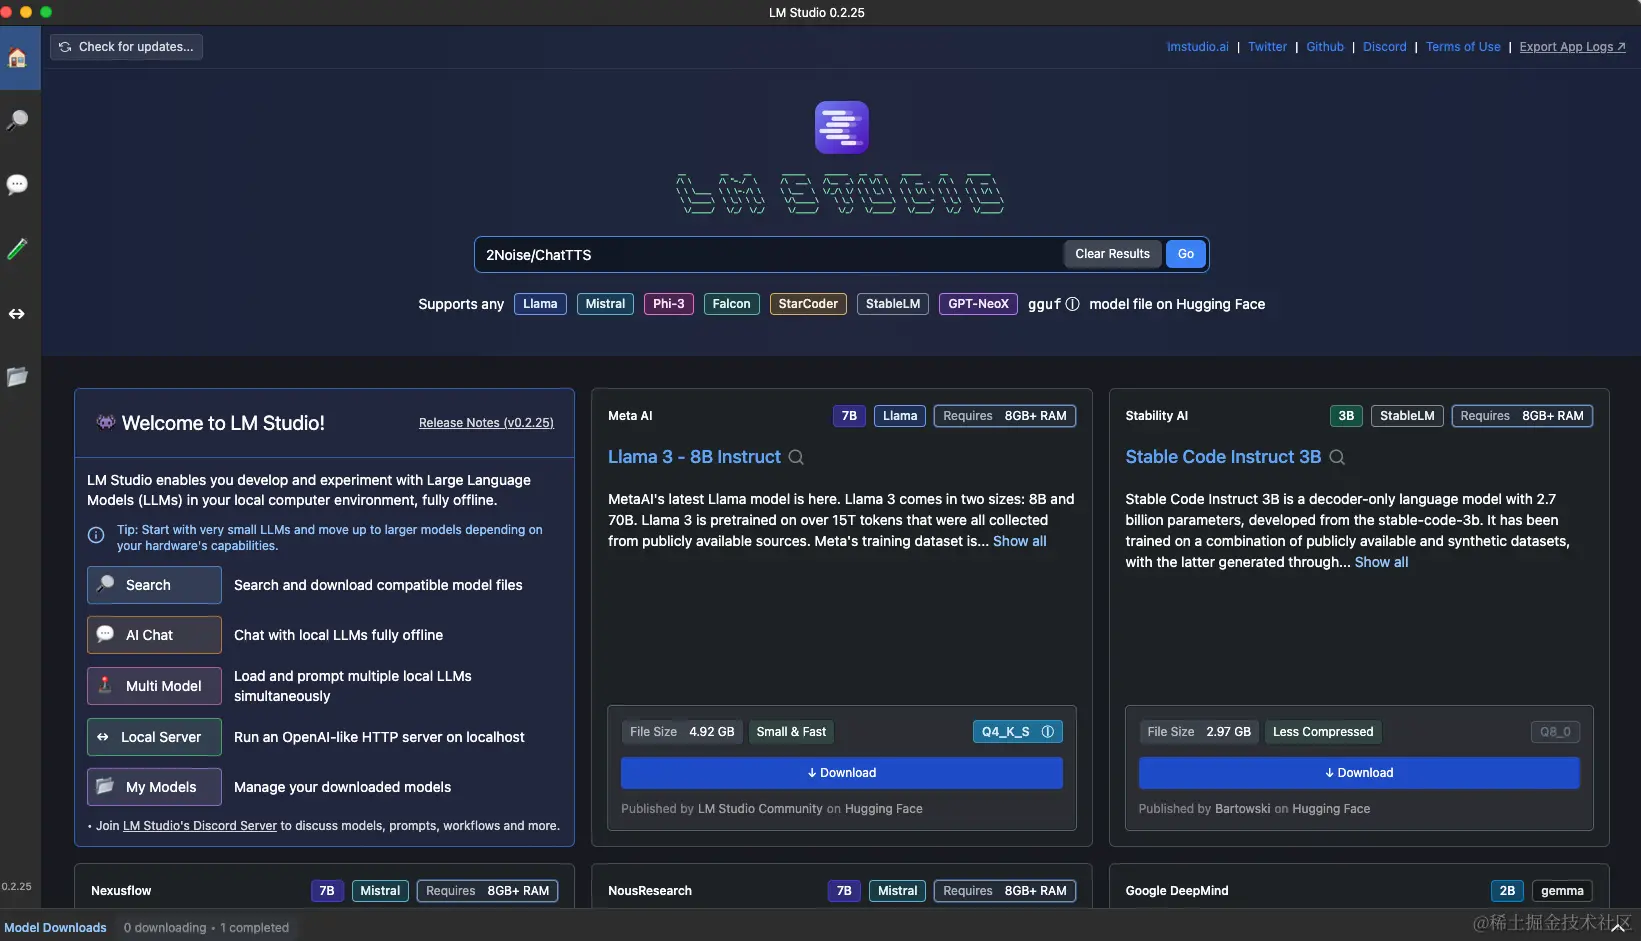 LM Studio 0.2.25
Check for updates...
lmstudio.ai | Twitter | Github | Discord | Terms of Use | Export App Logs ↗
LM STUDIO
2Noise/ChatTTS Clear Results Go
Supports any Llama Mistral Phi-3 Falcon StarCoder StableLM GPT-NeoX gguf ⓘ model file on Hugging Face
👾 Welcome to LM Studio! Release Notes (v0.2.25)
LM Studio enables you develop and experiment with Large Language
Models (LLMs) in your local computer environment, fully offline.
Tip: Start with very small LLMs and move up to larger models depending on
your hardware's capabilities.
Search Search and download compatible model files
AI Chat Chat with local LLMs fully offline
Multi Model Load and prompt multiple local LLMs
simultaneously
Local Server Run an OpenAI-like HTTP server on localhost
My Models Manage your downloaded models
• Join LM Studio's Discord Server to discuss models, prompts, workflows and more.
Meta AI 7B Llama Requires 8GB+ RAM
Llama 3 - 8B Instruct
MetaAI's latest Llama model is here. Llama 3 comes in two sizes: 8B and
70B. Llama 3 is pretrained on over 15T tokens that were all collected
from publicly available sources. Meta's training dataset is... Show all
File Size 4.92 GB Small & Fast Q4_K_S ⓘ
↓ Download
Published by LM Studio Community on Hugging Face
Stability AI 3B StableLM Requires 8GB+ RAM
Stable Code Instruct 3B
Stable Code Instruct 3B is a decoder-only language model with 2.7
billion parameters, developed from the stable-code-3b. It has been
trained on a combination of publicly available and synthetic datasets,
with the latter generated through... Show all
File Size 2.97 GB Less Compressed Q8_0
↓ Download
Published by Bartowski on Hugging Face
Nexusflow 7B Mistral Requires 8GB+ RAM
NousResearch 7B Mistral Requires 8GB+ RAM
Google DeepMind 2B gemma
0.2.25
Model Downloads 0 downloading • 1 completed
@稀土掘金技术社区